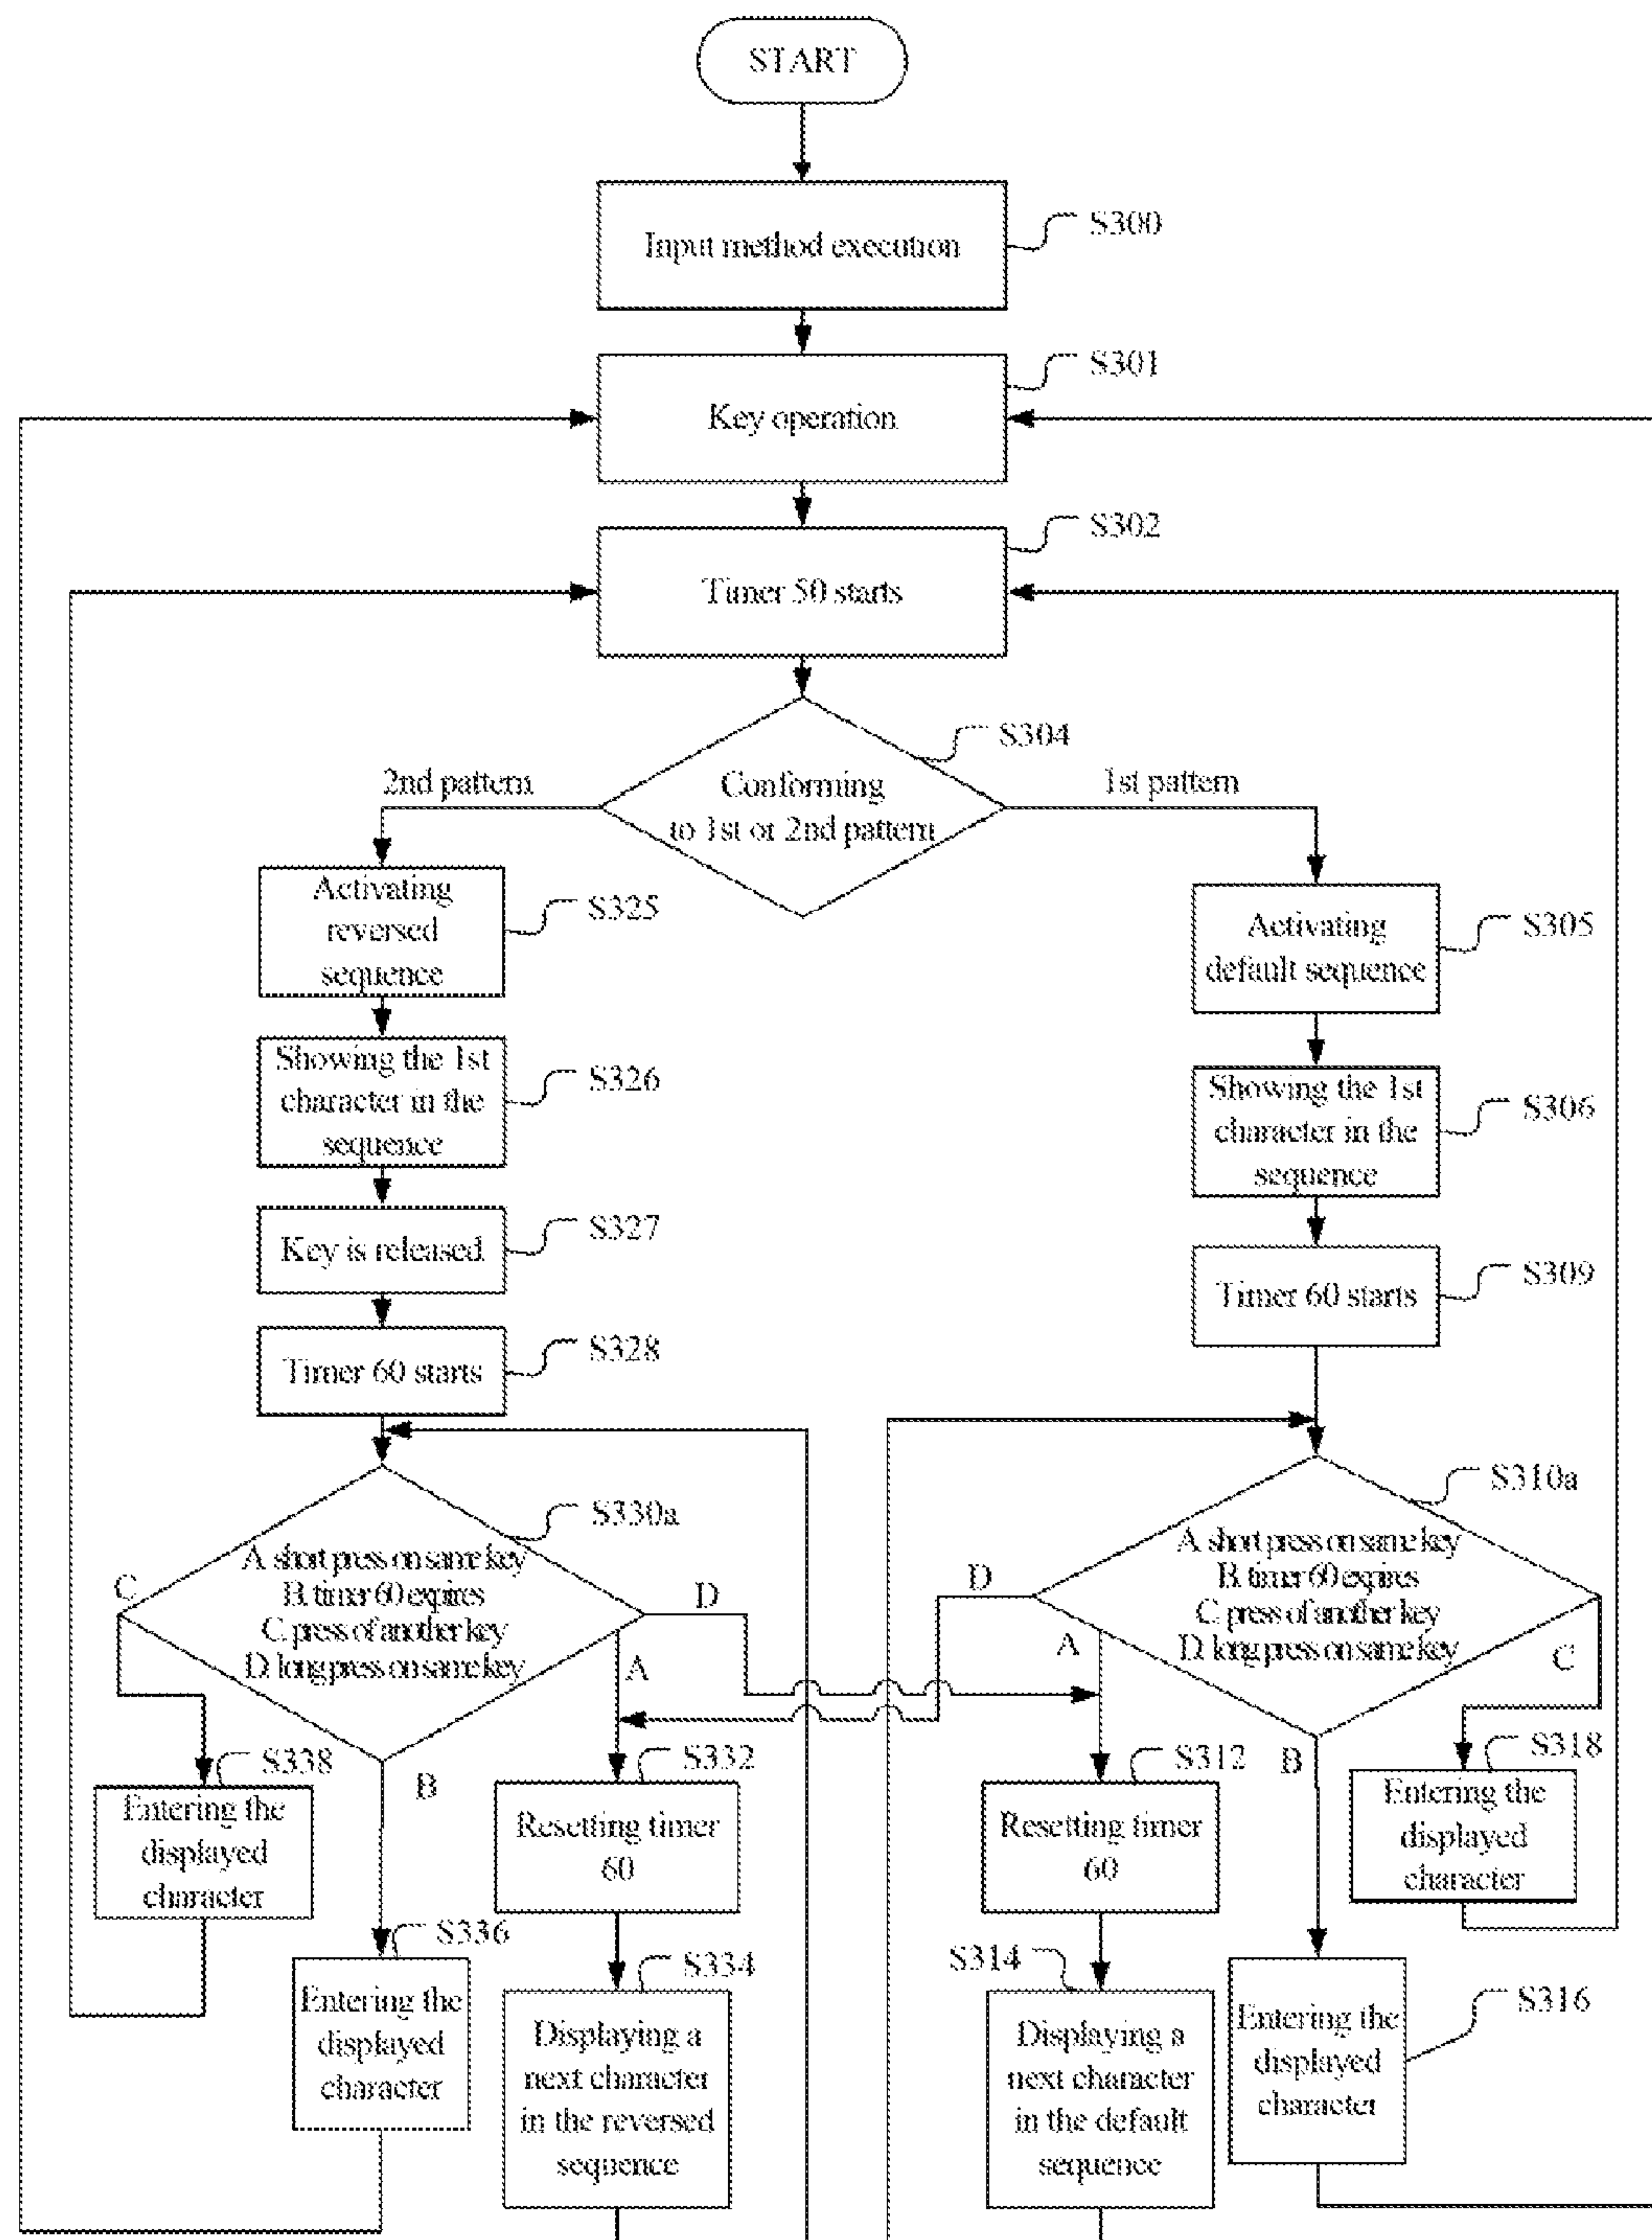 START
Input method execution
S300
Key operation
S301
Timer 50 starts
S302
Conforming
to 1st or 2nd pattern
S304
2nd pattern
1st pattern
Activating
reversed
sequence
S325
Activating
default sequence
S305
Showing the 1st
character in the
sequence
S326
Showing the 1st
character in the
sequence
S306
Key is released
S327
Timer 60 starts
S309
Timer 60 starts
S328
A short press on same key
B. timer 60 expires
C. press of another key
D. long press on same key
S330a
C
D
A
B
A short press on same key
B. timer 60 expires
C. press of another key
D. long press on same key
S310a
D
A
C
B
Entering the
displayed
character
S338
Resetting timer
60
S332
Resetting timer
60
S312
Entering the
displayed
character
S318
Entering the
displayed
character
S336
Displaying a
next character
in the reversed
sequence
S334
Displaying a
next character
in the default
sequence
S314
Entering the
displayed
character
S316